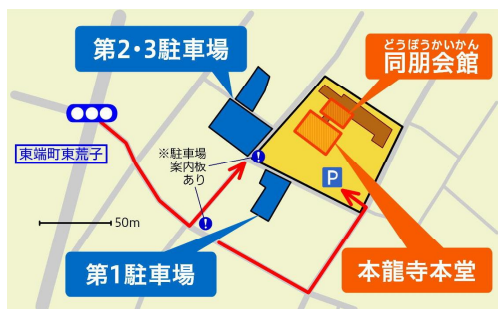 第2・3駐車場
どうぼうかいかん
同朋会館
東端町東荒子
※駐車場
案内板
あり
P
50m
第1駐車場
本龍寺本堂